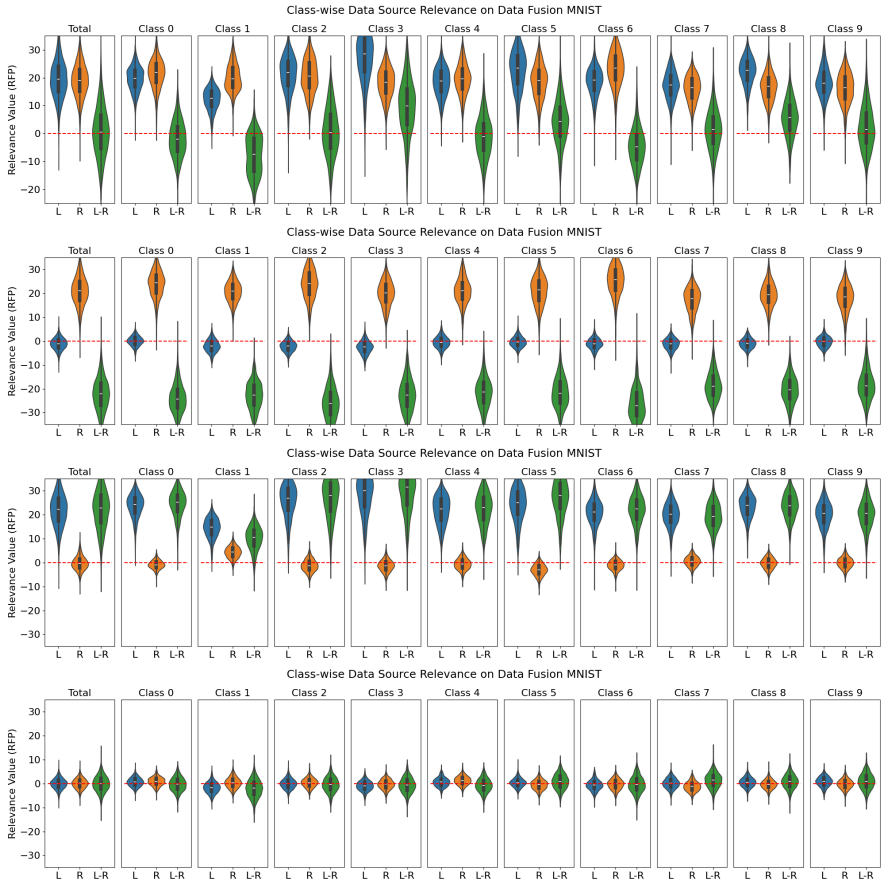 Class-wise Data Source Relevance on Data Fusion MNIST
Total Class 0 Class 1 Class 2 Class 3 Class 4 Class 5 Class 6 Class 7 Class 8 Class 9
Relevance Value (RFP)
30
20
10
0
−10
−20
L R L-R L R L-R L R L-R L R L-R L R L-R L R L-R L R L-R L R L-R L R L-R L R L-R L R L-R
Class-wise Data Source Relevance on Data Fusion MNIST
Total Class 0 Class 1 Class 2 Class 3 Class 4 Class 5 Class 6 Class 7 Class 8 Class 9
Relevance Value (RFP)
30
20
10
0
−10
−20
−30
L R L-R L R L-R L R L-R L R L-R L R L-R L R L-R L R L-R L R L-R L R L-R L R L-R L R L-R
Class-wise Data Source Relevance on Data Fusion MNIST
Total Class 0 Class 1 Class 2 Class 3 Class 4 Class 5 Class 6 Class 7 Class 8 Class 9
Relevance Value (RFP)
30
20
10
0
−10
−20
−30
L R L-R L R L-R L R L-R L R L-R L R L-R L R L-R L R L-R L R L-R L R L-R L R L-R L R L-R
Class-wise Data Source Relevance on Data Fusion MNIST
Total Class 0 Class 1 Class 2 Class 3 Class 4 Class 5 Class 6 Class 7 Class 8 Class 9
Relevance Value (RFP)
30
20
10
0
−10
−20
−30
L R L-R L R L-R L R L-R L R L-R L R L-R L R L-R L R L-R L R L-R L R L-R L R L-R L R L-R